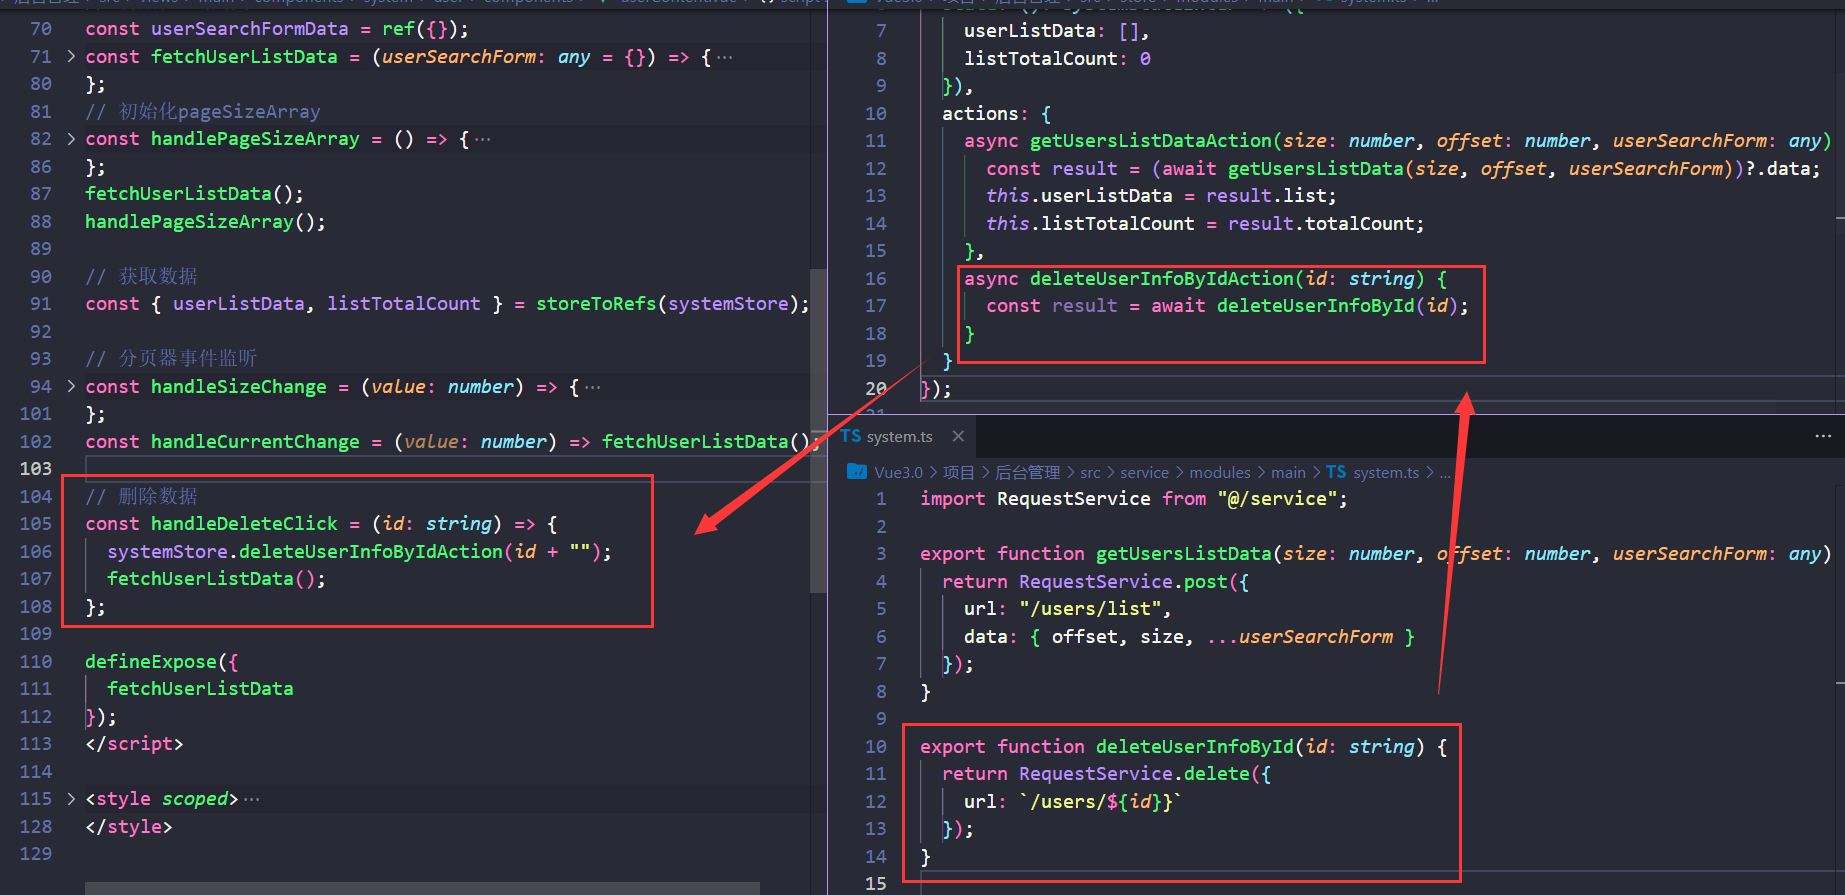 70 const userSearchFormData = ref({});
71 > const fetchUserListData = (userSearchForm: any = {}) => {···
80 };
81 // 初始化pageSizeArray
82 > const handlePageSizeArray = () => {···
86 };
87 fetchUserListData();
88 handlePageSizeArray();
89
90 // 获取数据
91 const { userListData, listTotalCount } = storeToRefs(systemStore);
92
93 // 分页器事件监听
94 > const handleSizeChange = (value: number) => {···
101 };
102 const handleCurrentChange = (value: number) => fetchUserListData();
103
104 // 删除数据
105 const handleDeleteClick = (id: string) => {
106 systemStore.deleteUserInfoByIdAction(id + "");
107 fetchUserListData();
108 };
109
110 defineExpose({
111 fetchUserListData
112 });
113 </script>
114
115 > <style scoped>···
128 </style>
129
7 userListData: [],
8 listTotalCount: 0
9 }),
10 actions: {
11 async getUsersListDataAction(size: number, offset: number, userSearchForm: any)
12 const result = (await getUsersListData(size, offset, userSearchForm))?.data;
13 this.userListData = result.list;
14 this.listTotalCount = result.totalCount;
15 },
16 async deleteUserInfoByIdAction(id: string) {
17 const result = await deleteUserInfoById(id);
18 }
19 }
20 });
TS system.ts × ···
Vue3.0 > 项目 > 后台管理 > src > service > modules > main > TS system.ts > ...
1 import RequestService from "@/service";
2
3 export function getUsersListData(size: number, offset: number, userSearchForm: any)
4 return RequestService.post({
5 url: "/users/list",
6 data: { offset, size, ...userSearchForm }
7 });
8 }
9
10 export function deleteUserInfoById(id: string) {
11 return RequestService.delete({
12 url: `/users/${id}}`
13 });
14 }
15